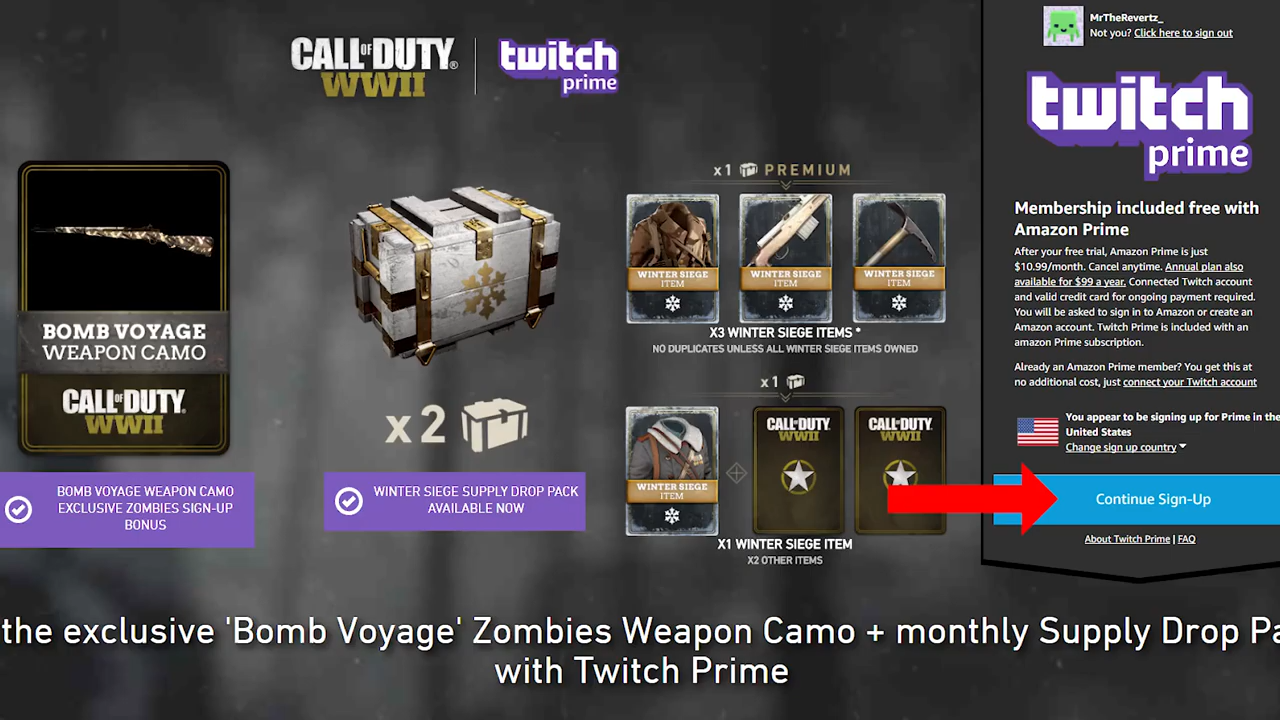 CALL OF DUTY®
WWII
twitch
prime
BOMB VOYAGE
WEAPON CAMO
CALL OF DUTY®
WWII
BOMB VOYAGE WEAPON CAMO
EXCLUSIVE ZOMBIES SIGN-UP
BONUS
x 2
WINTER SIEGE SUPPLY DROP PACK
AVAILABLE NOW
x1 PREMIUM
WINTER SIEGE
ITEM
WINTER SIEGE
ITEM
WINTER SIEGE
ITEM
X3 WINTER SIEGE ITEMS *
NO DUPLICATES UNLESS ALL WINTER SIEGE ITEMS OWNED
x1
WINTER SIEGE
ITEM
CALL OF DUTY
WWII
CALL OF DUTY
WWII
X1 WINTER SIEGE ITEM
X2 OTHER ITEMS
MrTheRevertz_
Not you? Click here to sign out
twitch
prime
Membership included free with
Amazon Prime
After your free trial, Amazon Prime is just
$10.99/month. Cancel anytime. Annual plan also
available for $99 a year. Connected Twitch account
and valid credit card for ongoing payment required.
You will be asked to sign in to Amazon or create an
Amazon account. Twitch Prime is included with an
amazon Prime subscription.
Already an Amazon Prime member? You get this at
no additional cost, just connect your Twitch account
You appear to be signing up for Prime in the
United States
Change sign up country
Continue Sign-Up
About Twitch Prime | FAQ
the exclusive 'Bomb Voyage' Zombies Weapon Camo + monthly Supply Drop Pa
with Twitch Prime